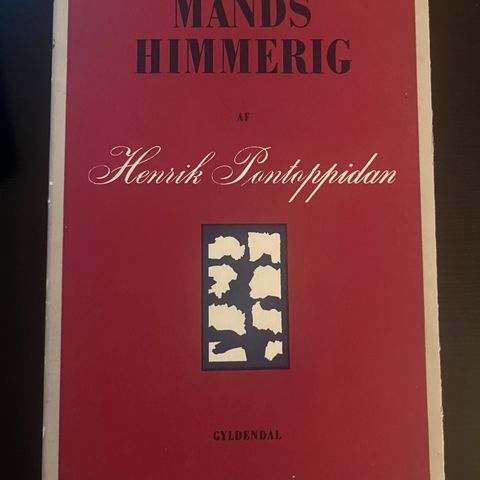 MANDS
HIMMERIG
AF
Henrik Pontoppidan
GYLDENDAL